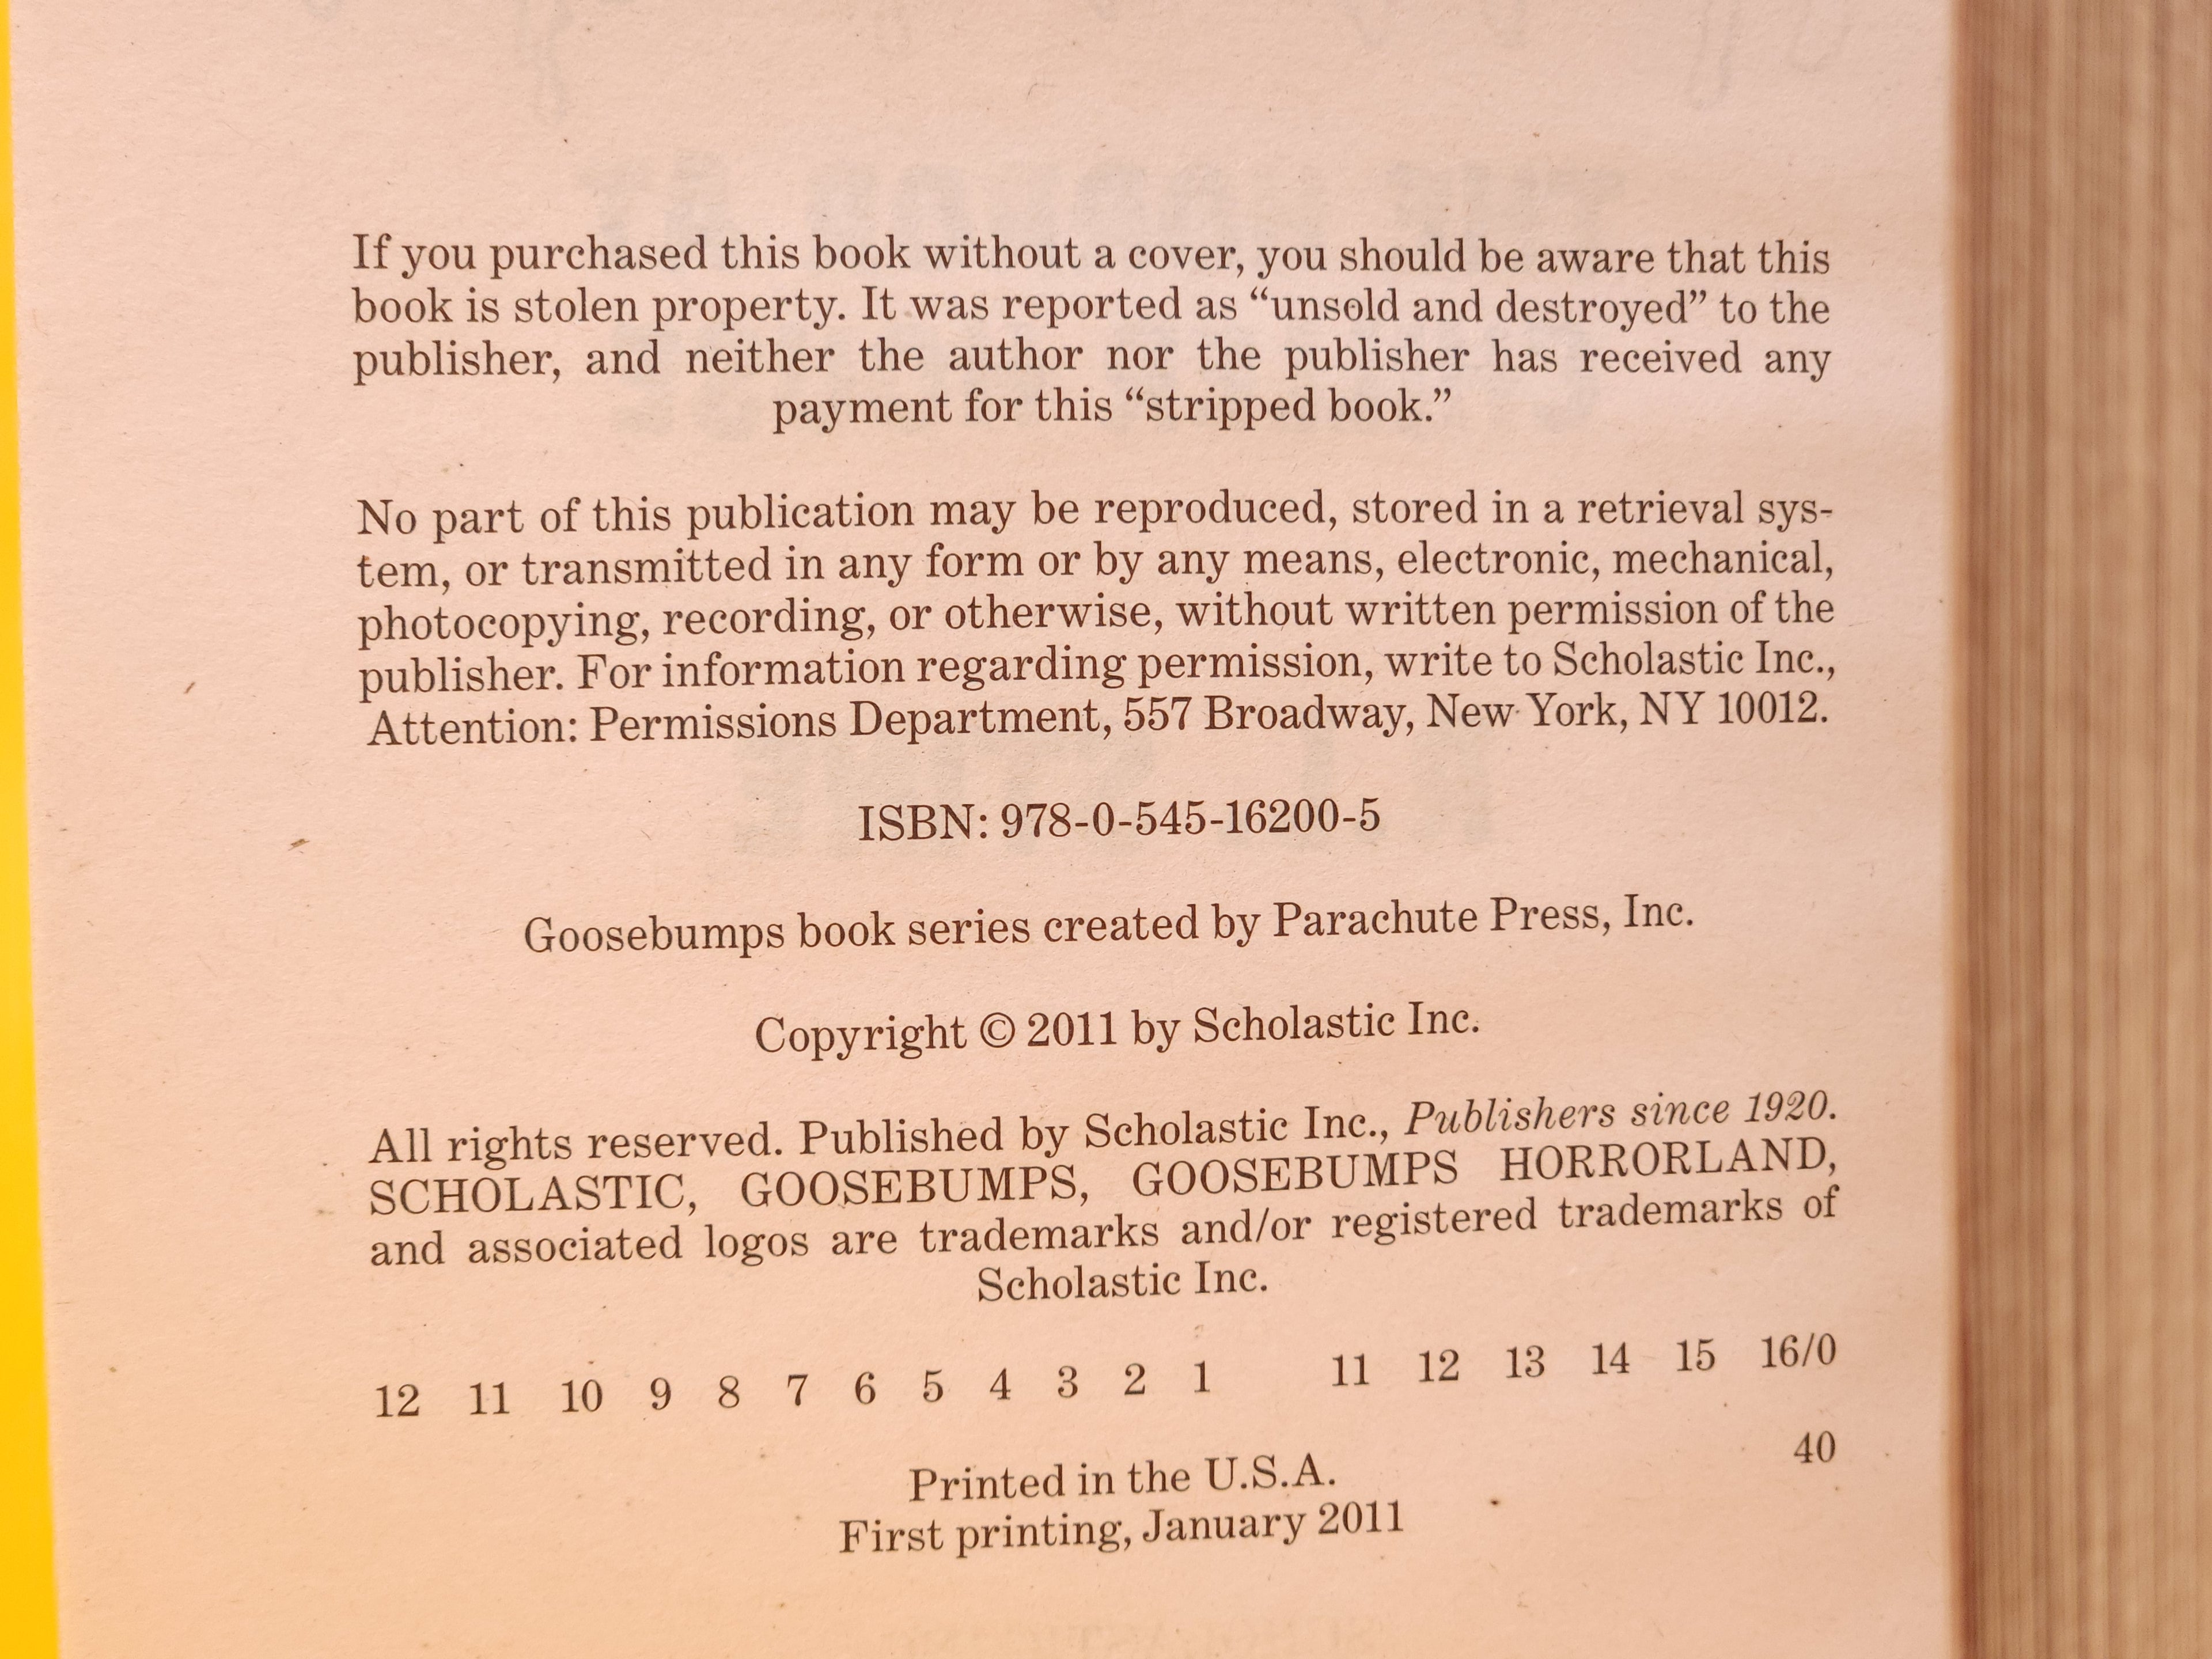 If you purchased this book without a cover, you should be aware that this
book is stolen property. It was reported as “unsold and destroyed” to the
publisher, and neither the author nor the publisher has received any
payment for this “stripped book.”
No part of this publication may be reproduced, stored in a retrieval sys-
tem, or transmitted in any form or by any means, electronic, mechanical,
photocopying, recording, or otherwise, without written permission of the
publisher. For information regarding permission, write to Scholastic Inc.,
Attention: Permissions Department, 557 Broadway, New York, NY 10012.
ISBN: 978-0-545-16200-5
Goosebumps book series created by Parachute Press, Inc.
Copyright © 2011 by Scholastic Inc.
All rights reserved. Published by Scholastic Inc., Publishers since 1920.
SCHOLASTIC, GOOSEBUMPS, GOOSEBUMPS HORRORLAND,
and associated logos are trademarks and/or registered trademarks of
Scholastic Inc.
12 11 10 9 8 7 6 5 4 3 2 1 11 12 13 14 15 16/0
40
Printed in the U.S.A.
First printing, January 2011